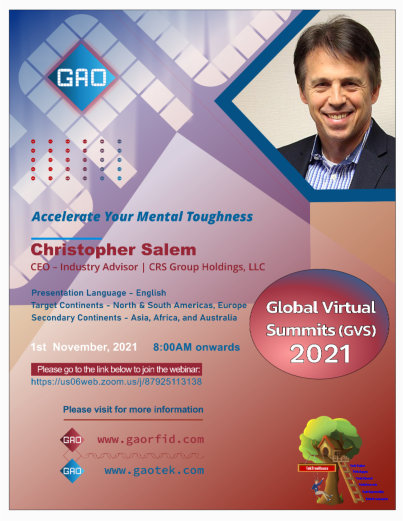 GAO
Accelerate Your Mental Toughness
Christopher Salem
CEO – Industry Advisor | CRS Group Holdings, LLC
Presentation Language - English
Target Continents - North & South Americas, Europe
Secondary Continents - Asia, Africa, and Australia
Global Virtual
Summits (GVS)
2021
1st November, 2021 8:00AM onwards
Please go to the link below to join the webinar:
https://us06web.zoom.us/j/87925113138
Please visit for more information
GAO www.gaorfid.com
GAO www.gaotek.com